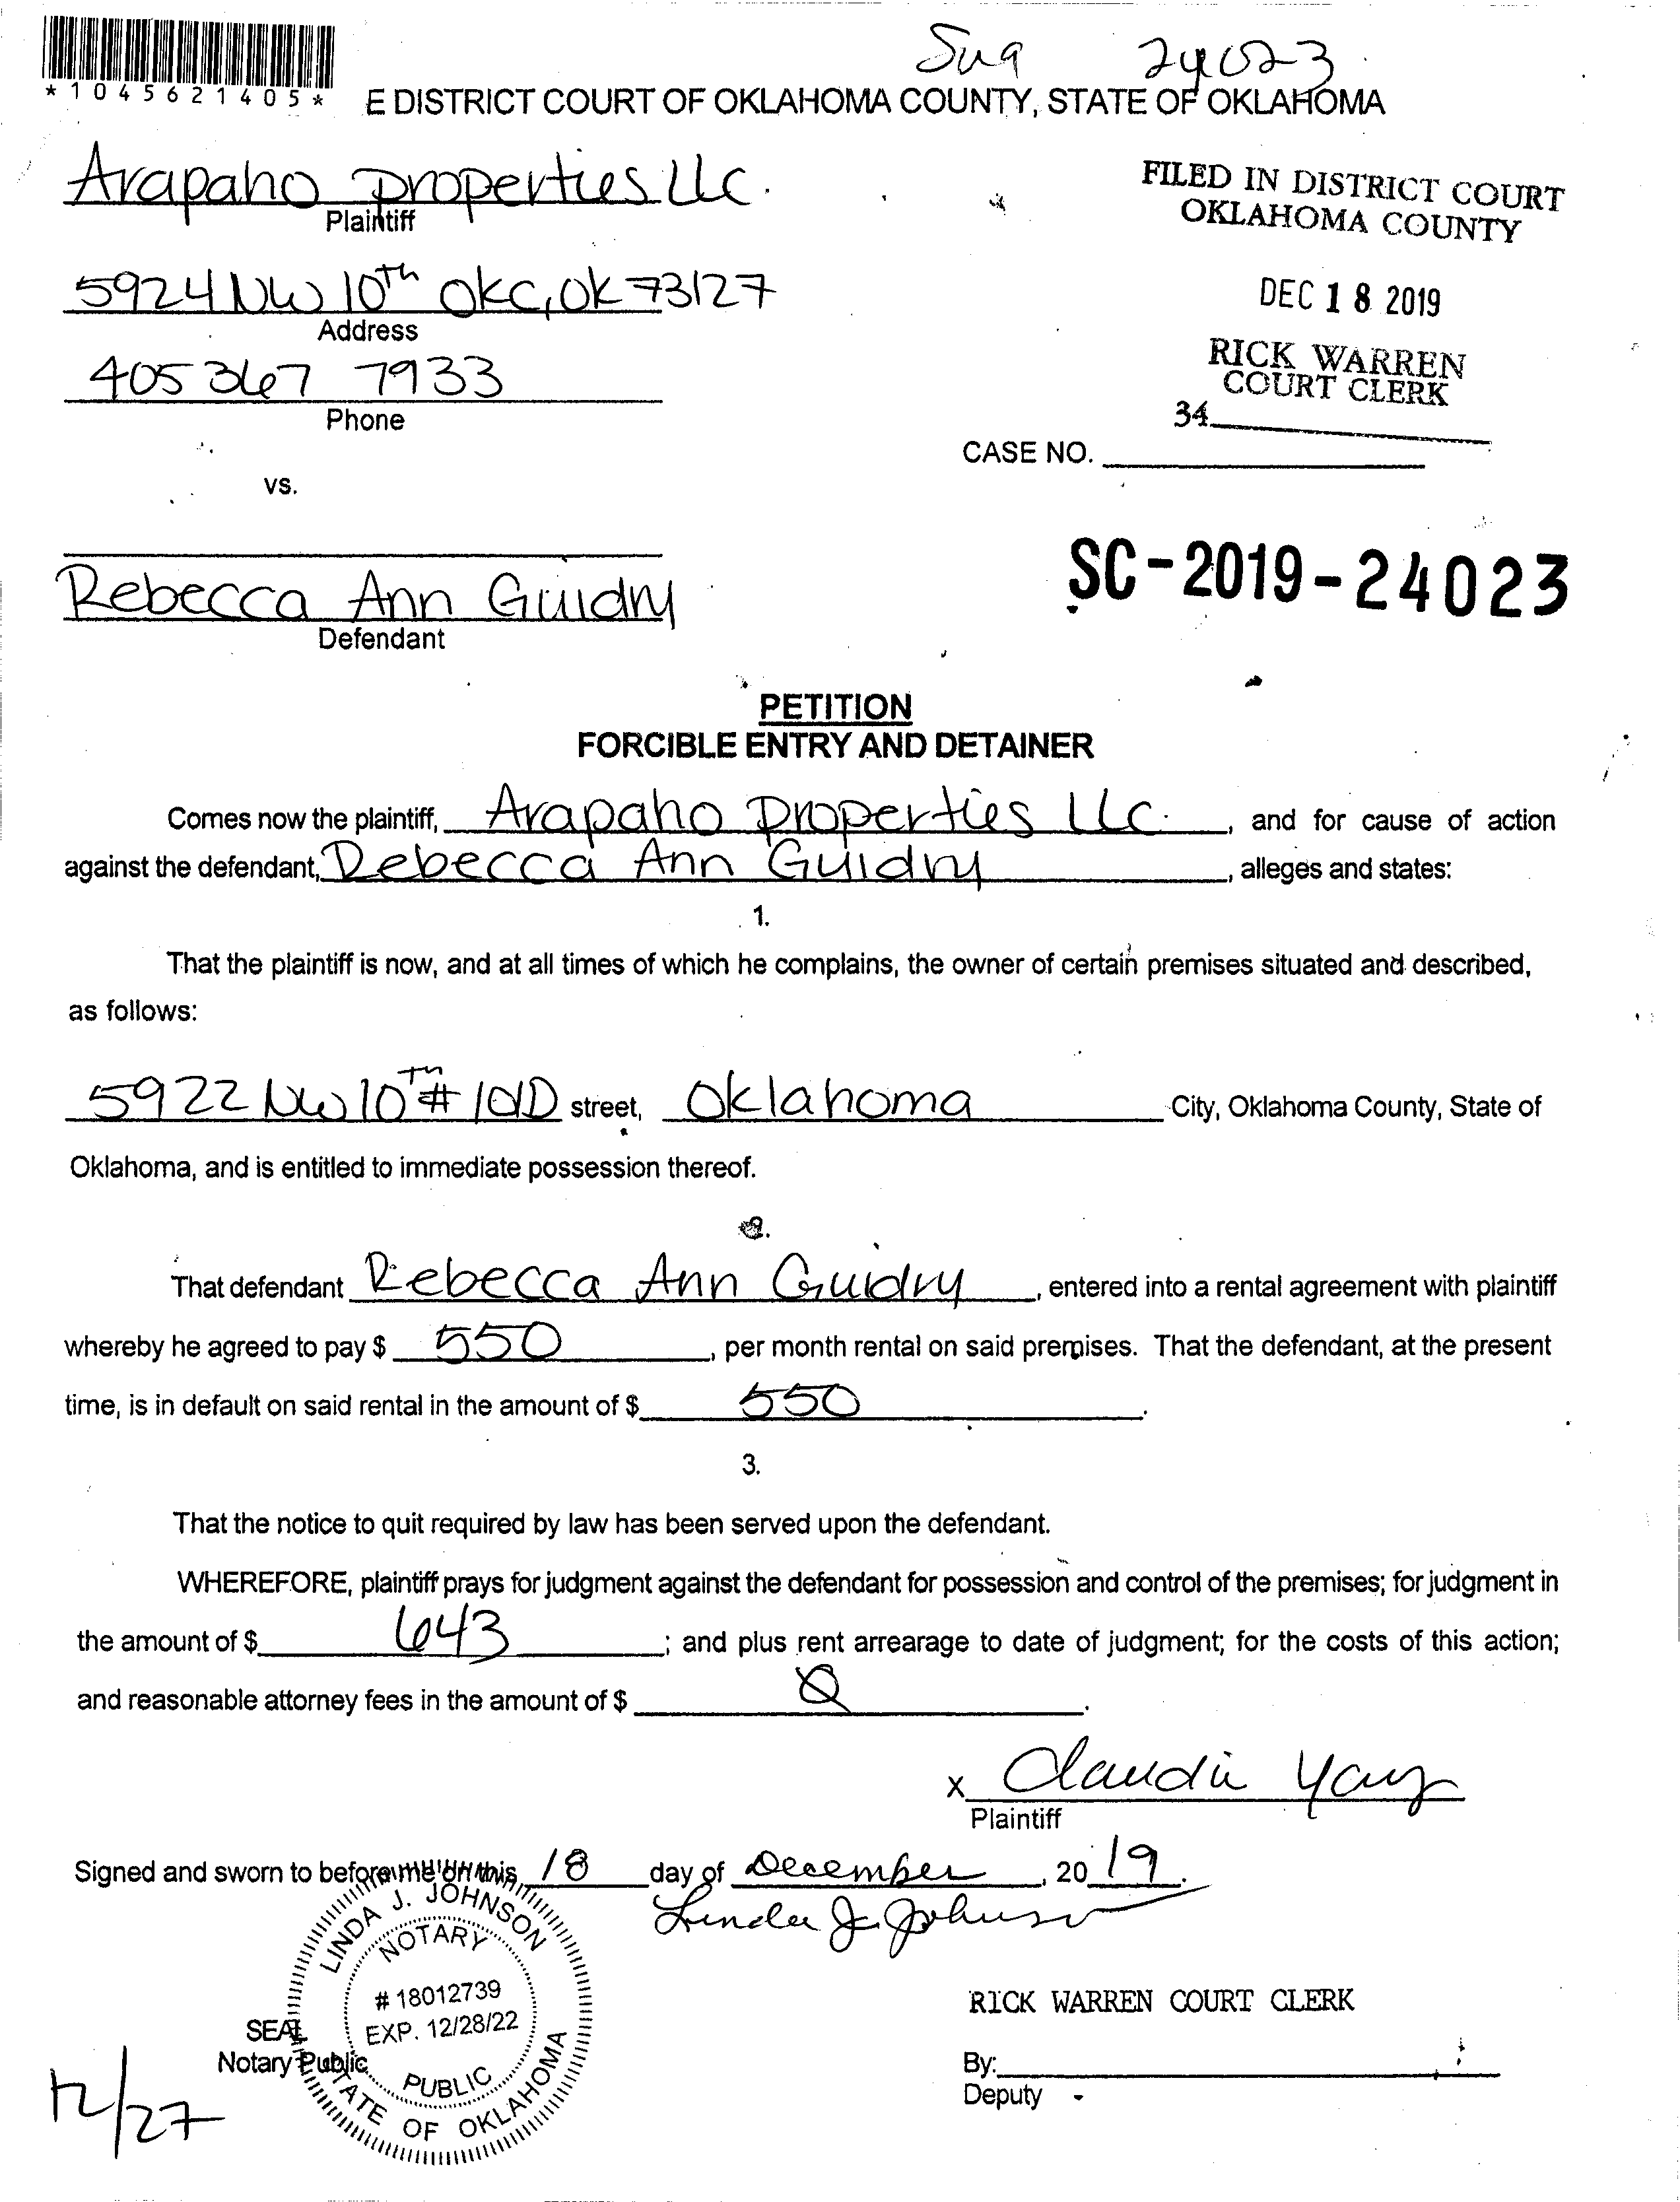 24023
*1045621405*
E DISTRICT COURT OF OKLAHOMA COUNTY, STATE OF OKLAHOMA
Arapaho Properties LLC.
Plaintiff
FILED IN DISTRICT COURT
OKLAHOMA COUNTY
5924 NW 10th OKC, OK 73127
Address
DEC 18 2019
405 367 7933
Phone
RICK WARREN
COURT CLERK
34
CASE NO.
vs.
SC-2019-24023
Rebecca Ann Guidry
Defendant
PETITION
FORCIBLE ENTRY AND DETAINER
Comes now the plaintiff, Arapaho Properties LLC. , and for cause of action
against the defendant, Rebecca Ann Guidry , alleges and states:
1.
That the plaintiff is now, and at all times of which he complains, the owner of certain premises situated and described,
as follows:
5922 NW 10th # 101D street, Oklahoma City, Oklahoma County, State of
Oklahoma, and is entitled to immediate possession thereof.
2.
That defendant Rebecca Ann Guidry , entered into a rental agreement with plaintiff
whereby he agreed to pay $ 550 , per month rental on said premises. That the defendant, at the present
time, is in default on said rental in the amount of $ 550 .
3.
That the notice to quit required by law has been served upon the defendant.
WHEREFORE, plaintiff prays for judgment against the defendant for possession and control of the premises; for judgment in
the amount of $ 643 ; and plus rent arrearage to date of judgment; for the costs of this action;
and reasonable attorney fees in the amount of $ 0 .
X Claudia Yang
Plaintiff
Signed and sworn to before me on this 18 day of December , 20 19 .
Linda J. Johnson
LINDA J. JOHNSON
NOTARY
# 18012739
EXP. 12/28/22
PUBLIC
STATE OF OKLAHOMA
SEAL
Notary Public
RICK WARREN COURT CLERK
By:
Deputy
12/27